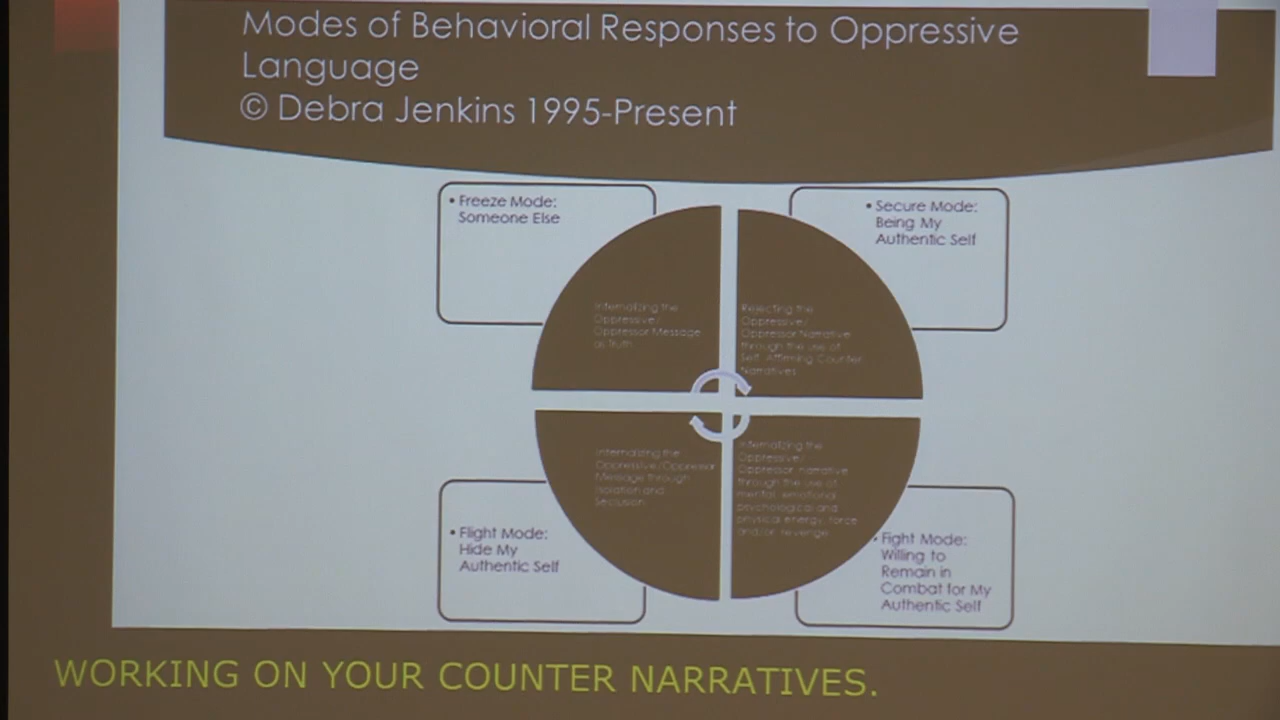 Modes of Behavioral Responses to Oppressive
Language
© Debra Jenkins 1995-Present
• Freeze Mode:
Someone Else
• Secure Mode:
Being My
Authentic Self
Internalizing the
Oppressive/
Oppressor Message
as Truth
Rejecting the
Oppressive/
Oppressor Narrative
through the use of
Self Affirming Counter
Narratives
Internalizing the
Oppressive/Oppressor
Message through
Isolation and
Seclusion
Internalizing the
Oppressive/
Oppressor narrative
through the use of
mental, emotional
psychological and
physical energy, force
and/or revenge
• Flight Mode:
Hide My
Authentic Self
• Fight Mode:
Willing to
Remain in
Combat for My
Authentic Self
WORKING ON YOUR COUNTER NARRATIVES.